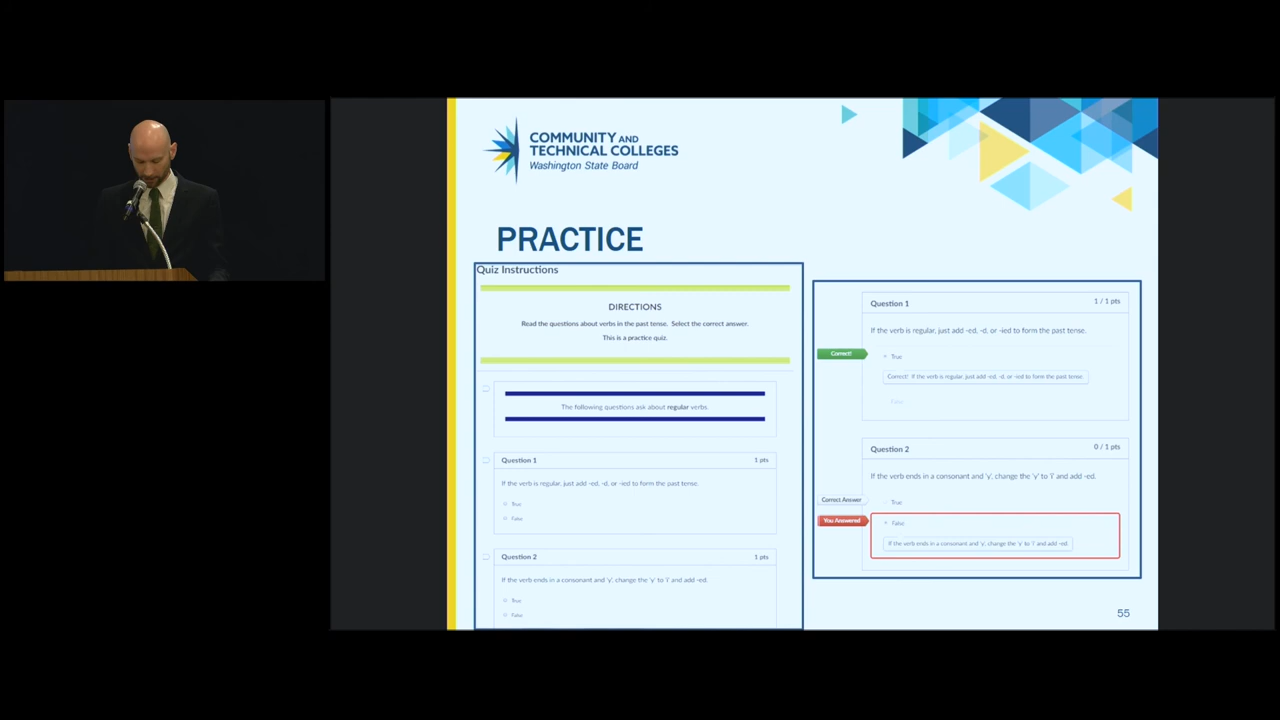 COMMUNITY AND
TECHNICAL COLLEGES
Washington State Board
PRACTICE
Quiz Instructions
DIRECTIONS
Read the questions about verbs in the past tense. Select the correct answer.
This is a practice quiz.
The following questions ask about regular verbs.
Question 1
1 pts
If the verb is regular, just add -ed, -d, or -ied to form the past tense.
True
False
Question 2
1 pts
If the verb ends in a consonant and 'y', change the 'y' to 'i' and add -ed.
True
False
Question 1
1 / 1 pts
If the verb is regular, just add -ed, -d, or -ied to form the past tense.
Correct!
True
Correct! If the verb is regular, just add -ed, -d, or -ied to form the past tense.
False
Question 2
0 / 1 pts
If the verb ends in a consonant and 'y', change the 'y' to 'i' and add -ed.
Correct Answer
True
You Answered
False
If the verb ends in a consonant and 'y', change the 'y' to 'i' and add -ed.
55